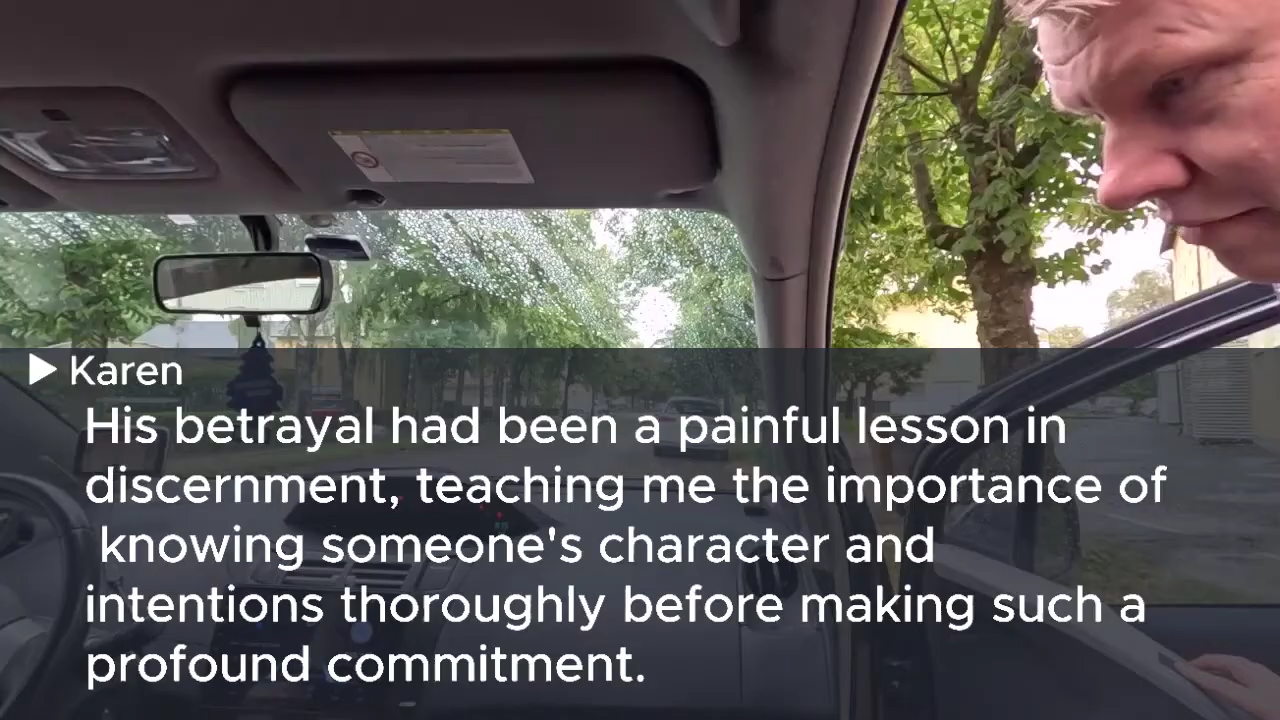 ▶ Karen
His betrayal had been a painful lesson in
discernment, teaching me the importance of
knowing someone's character and
intentions thoroughly before making such a
profound commitment.